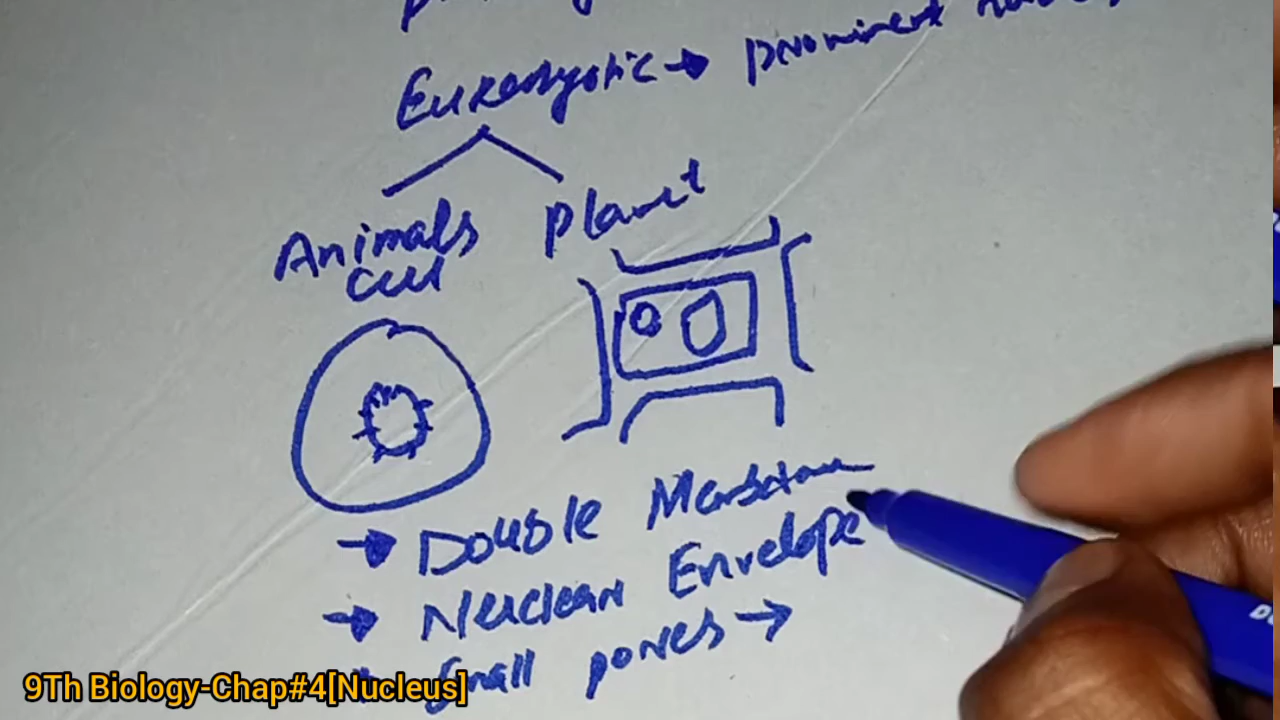 Eukaryotic → prominent
Animals Plant
cell
→ Double
→ Nuclear Envelope
Small pores →
9Th Biology-Chap#4[Nucleus]